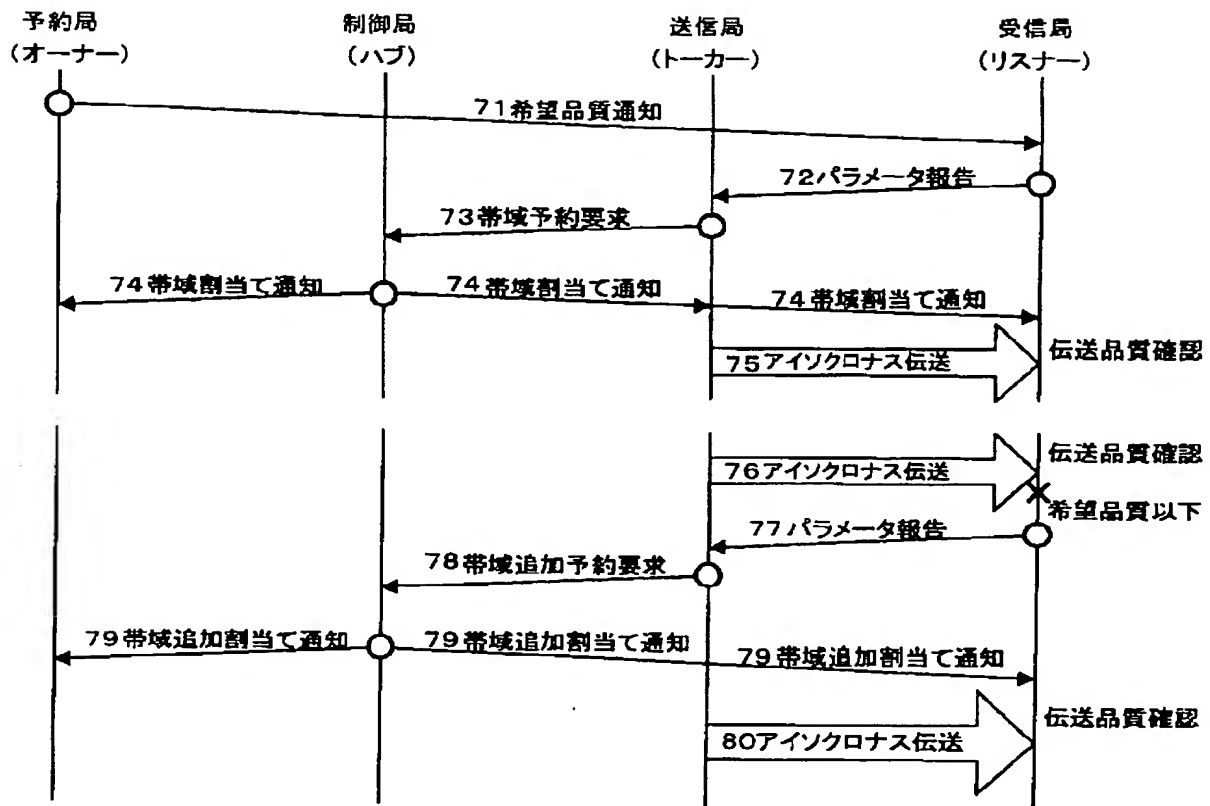 予約局
(オーナー)
制御局
(ハブ)
送信局
(トーカー)
受信局
(リスナー)
71希望品質通知
72パラメータ報告
73帯域予約要求
74帯域割当て通知
74帯域割当て通知
74帯域割当て通知
75アイソクロナス伝送
伝送品質確認
76アイソクロナス伝送
伝送品質確認
希望品質以下
77パラメータ報告
78帯域追加予約要求
79帯域追加割当て通知
79帯域追加割当て通知
79帯域追加割当て通知
80アイソクロナス伝送
伝送品質確認